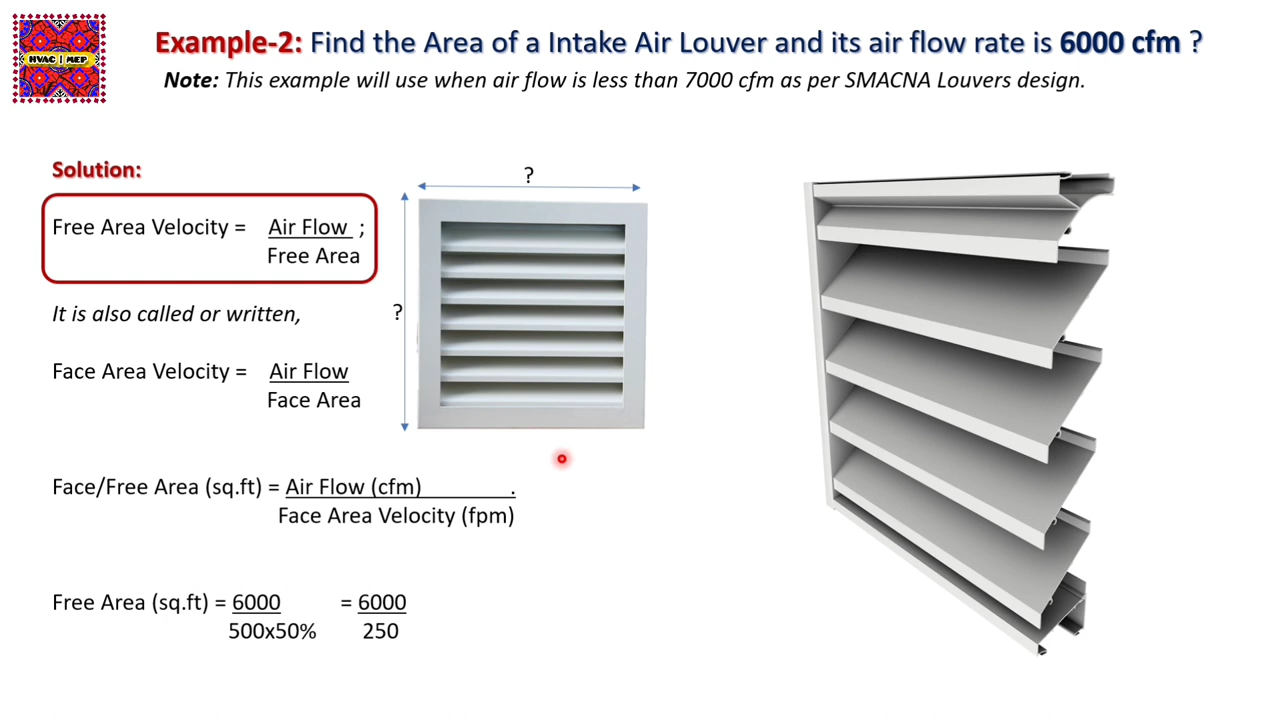 HVAC | MEP
Example-2: Find the Area of a Intake Air Louver and its air flow rate is 6000 cfm ?
Note: This example will use when air flow is less than 7000 cfm as per SMACNA Louvers design.
Solution:
Free Area Velocity = Air Flow ;
Free Area
It is also called or written,
Face Area Velocity = Air Flow
Face Area
?
?
Face/Free Area (sq.ft) = Air Flow (cfm) .
Face Area Velocity (fpm)
Free Area (sq.ft) = 6000 = 6000
500x50% 250